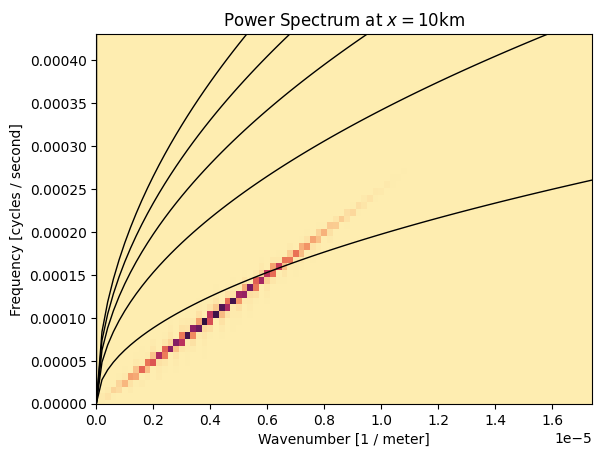 Power Spectrum at x = 10km
Frequency [cycles / second]
0.00040
0.00035
0.00030
0.00025
0.00020
0.00015
0.00010
0.00005
0.00000
0.0 0.2 0.4 0.6 0.8 1.0 1.2 1.4 1.6
1e−5
Wavenumber [1 / meter]